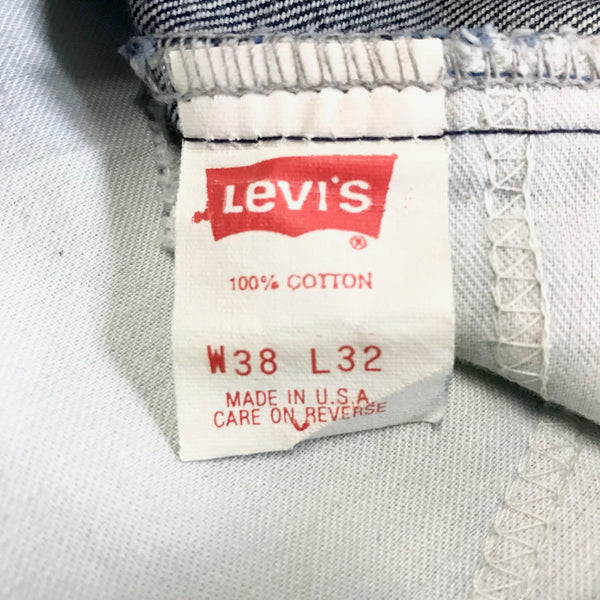 Levi's
®
100% COTTON
W38 L32
MADE IN U.S.A.
CARE ON REVERSE